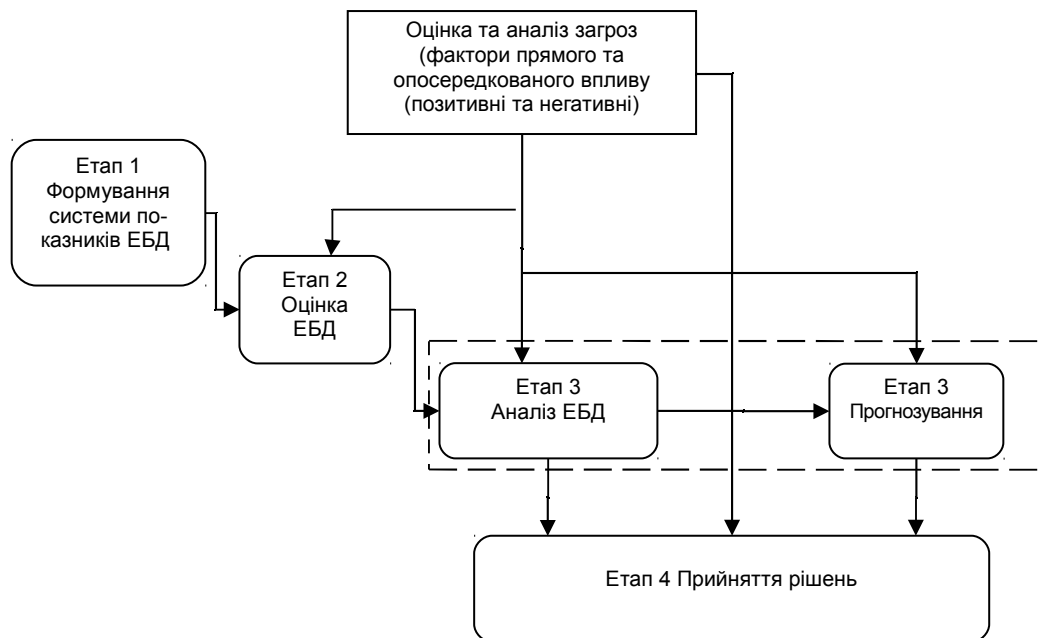 Оцінка та аналіз загроз
(фактори прямого та
опосередкованого впливу
(позитивні та негативні)
Етап 1
Формування
системи по-
казників ЕБД
Етап 2
Оцінка
ЕБД
Етап 3
Аналіз ЕБД
Етап 3
Прогнозування
Етап 4 Прийняття рішень